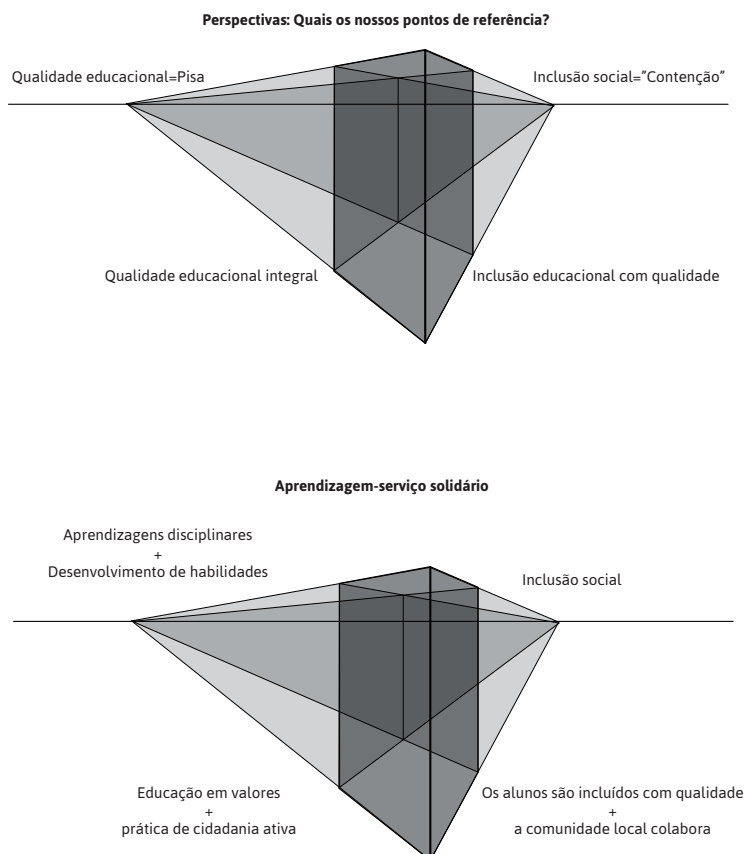 Perspectivas: Quais os nossos pontos de referência?
Qualidade educacional=Pisa
Inclusão social=”Contenção”
Qualidade educacional integral
Inclusão educacional com qualidade
Aprendizagem-serviço solidário
Aprendizagens disciplinares
+
Desenvolvimento de habilidades
Inclusão social
Educação em valores
+
prática de cidadania ativa
Os alunos são incluídos com qualidade
+
a comunidade local colabora